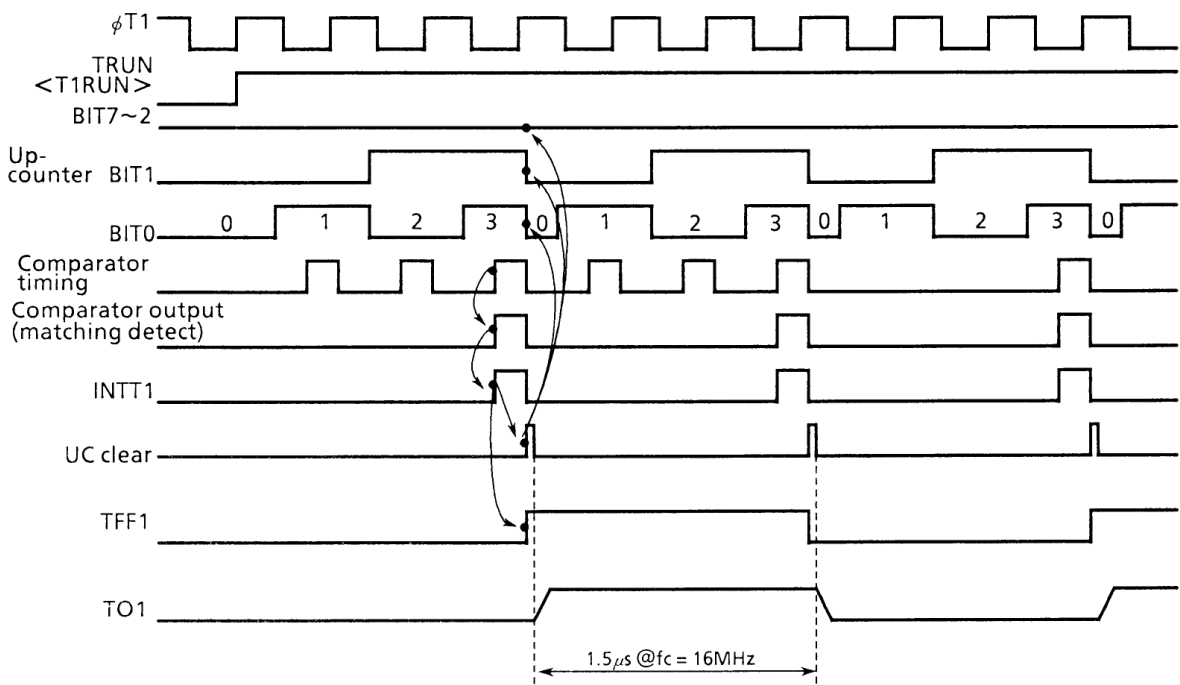 ϕT1
TRUN
<T1RUN>
BIT7~2
Up-
counter BIT1
BIT0 0 1 2 3 0 1 2 3 0 1 2 3 0
Comparator
timing
Comparator output
(matching detect)
INTT1
UC clear
TFF1
TO1
1.5μs @fc = 16MHz